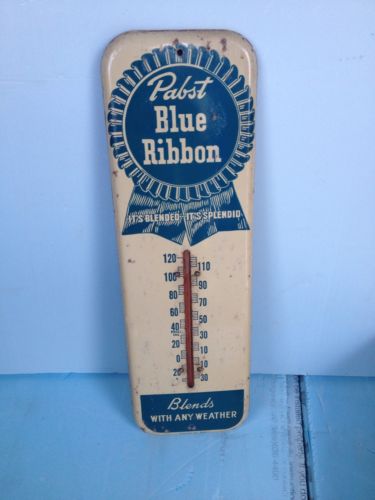 Pabst
Blue
Ribbon
IT'S BLENDED - IT'S SPLENDID
120
110
100
90
80
70
60
50
40
30
20
10
0
10
20
30
Blends
WITH ANY WEATHER